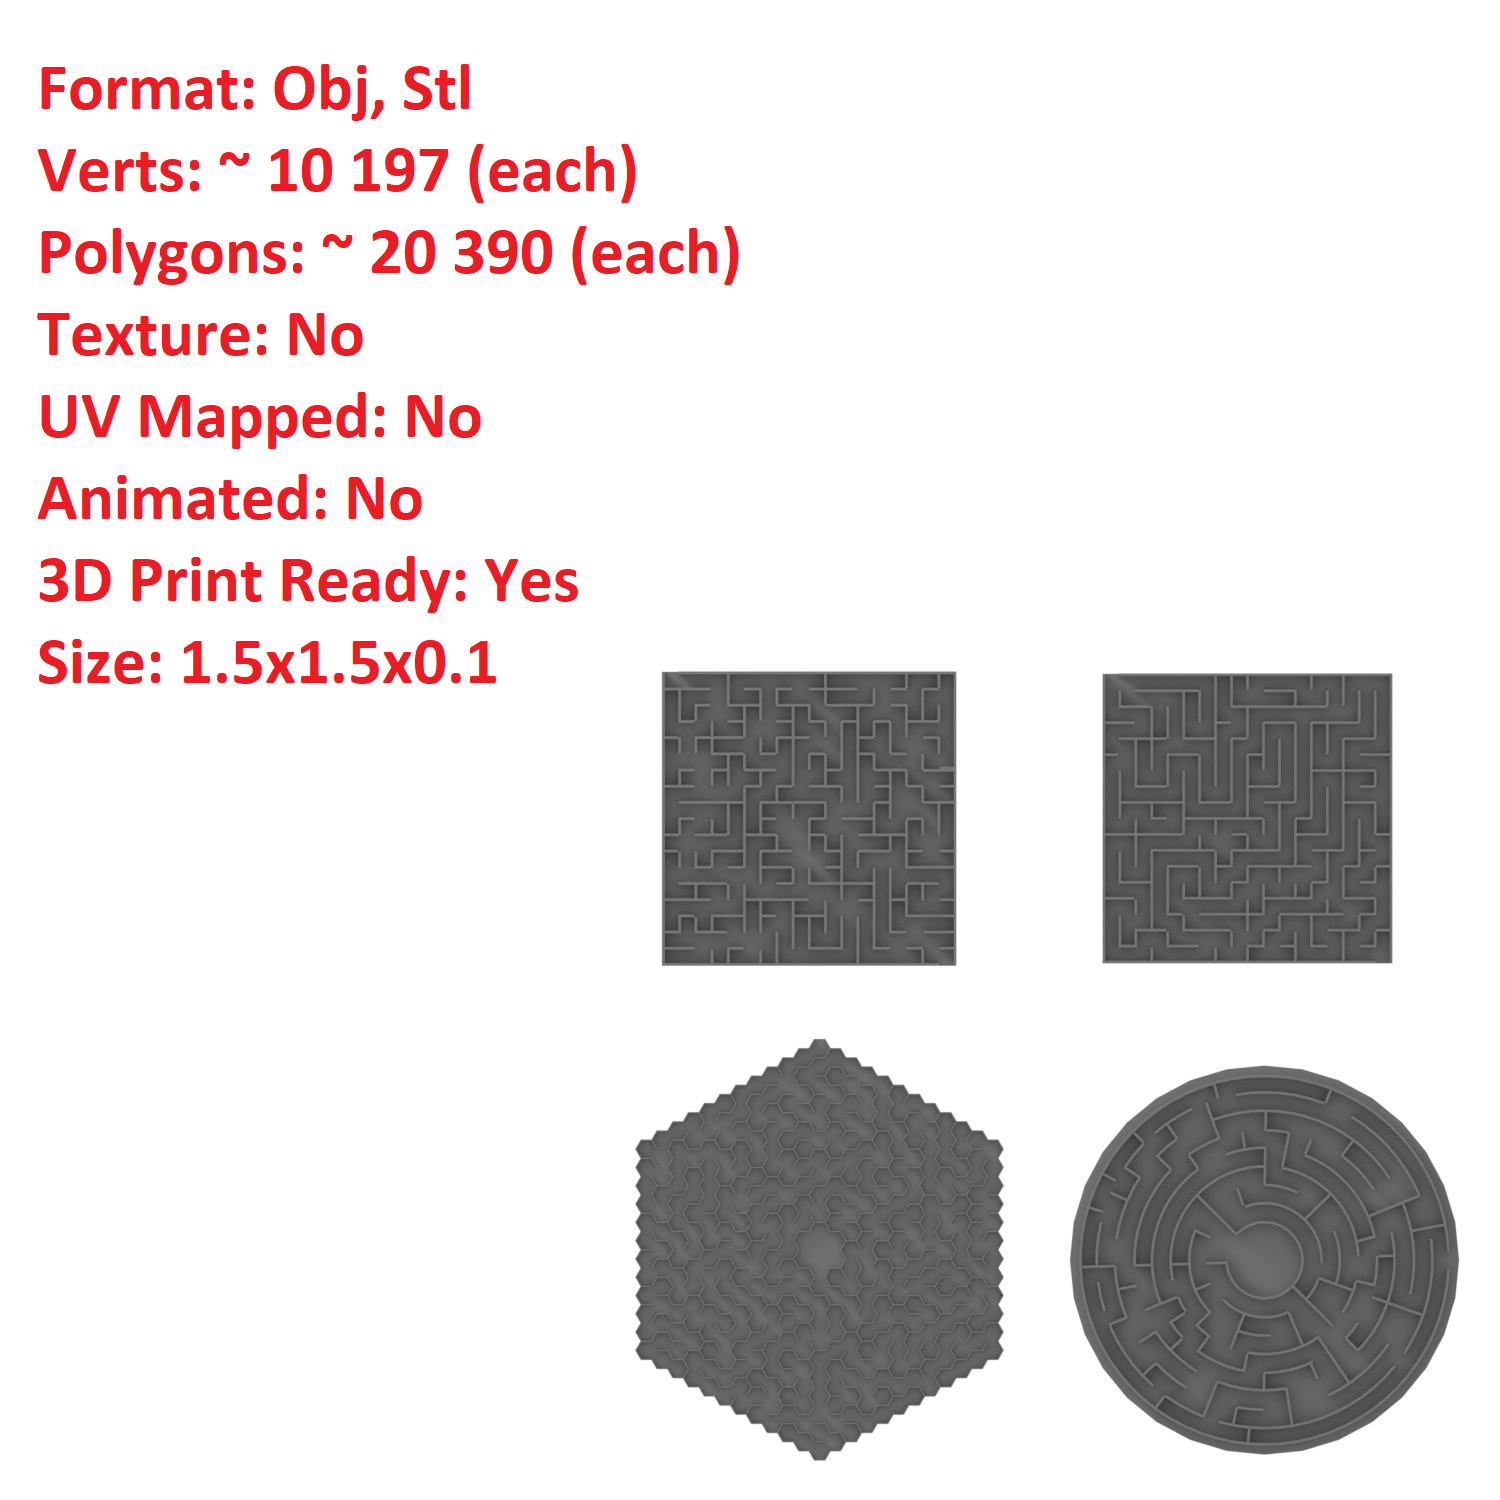 Format: Obj, Stl
Verts: ~ 10 197 (each)
Polygons: ~ 20 390 (each)
Texture: No
UV Mapped: No
Animated: No
3D Print Ready: Yes
Size: 1.5x1.5x0.1